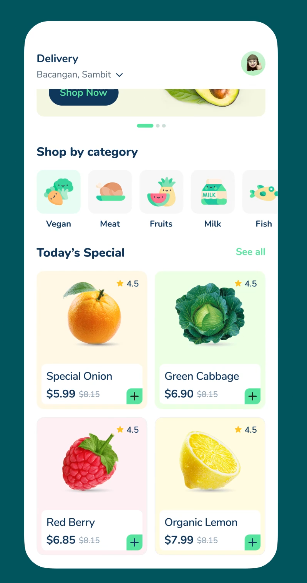 Delivery
Bacangan, Sambit
Shop Now
Shop by category
MILK
Vegan Meat Fruits Milk Fish
Today's Special See all
4.5 4.5
Special Onion Green Cabbage
$5.99 $8.15 $6.90 $8.15
4.5 4.5
Red Berry Organic Lemon
$6.85 $8.15 $7.99 $8.15